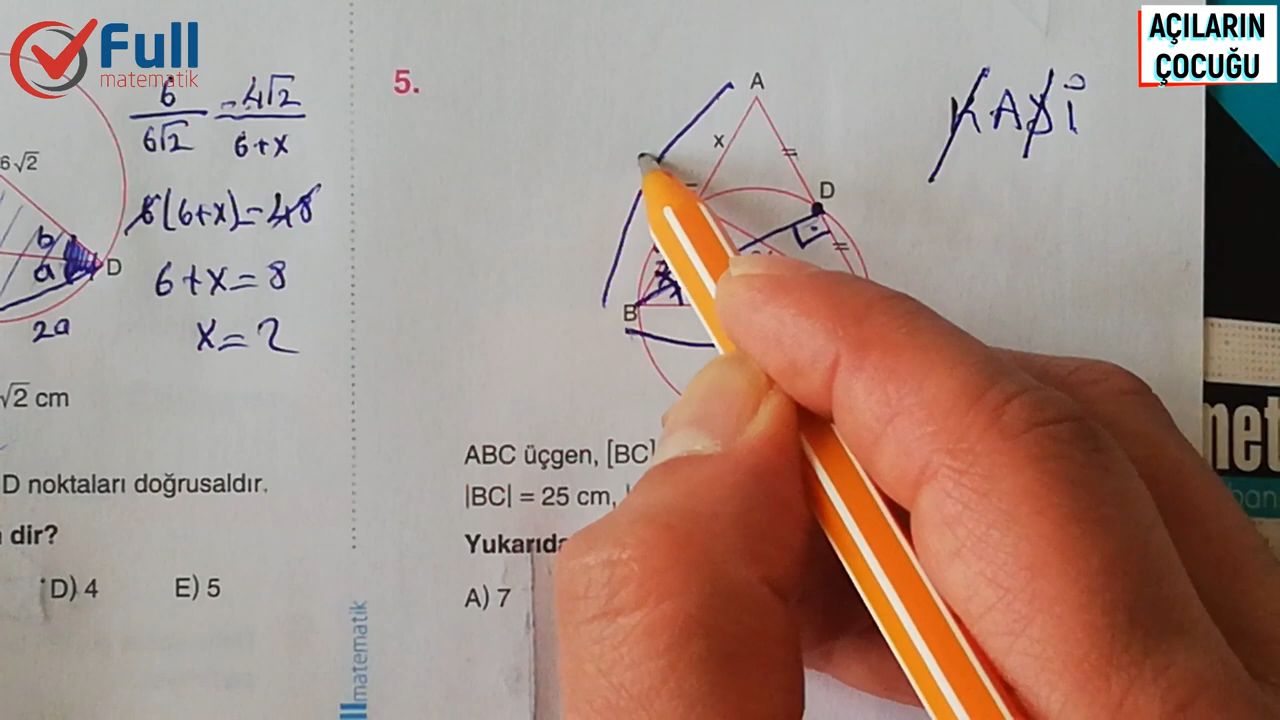 Full
matematik
AÇILARIN
ÇOCUĞU
6√2
6/6√2 = 4√2/6+x
6(6+x)=48
6+x=8
x=2
b
a
D
2a
√2 cm
D noktaları doğrusaldır.
dir?
D) 4 E) 5
matematik
5.
KAŞİ
A
x
D
B
ABC üçgen, [BC]
|BC| = 25 cm,
A) 7
net